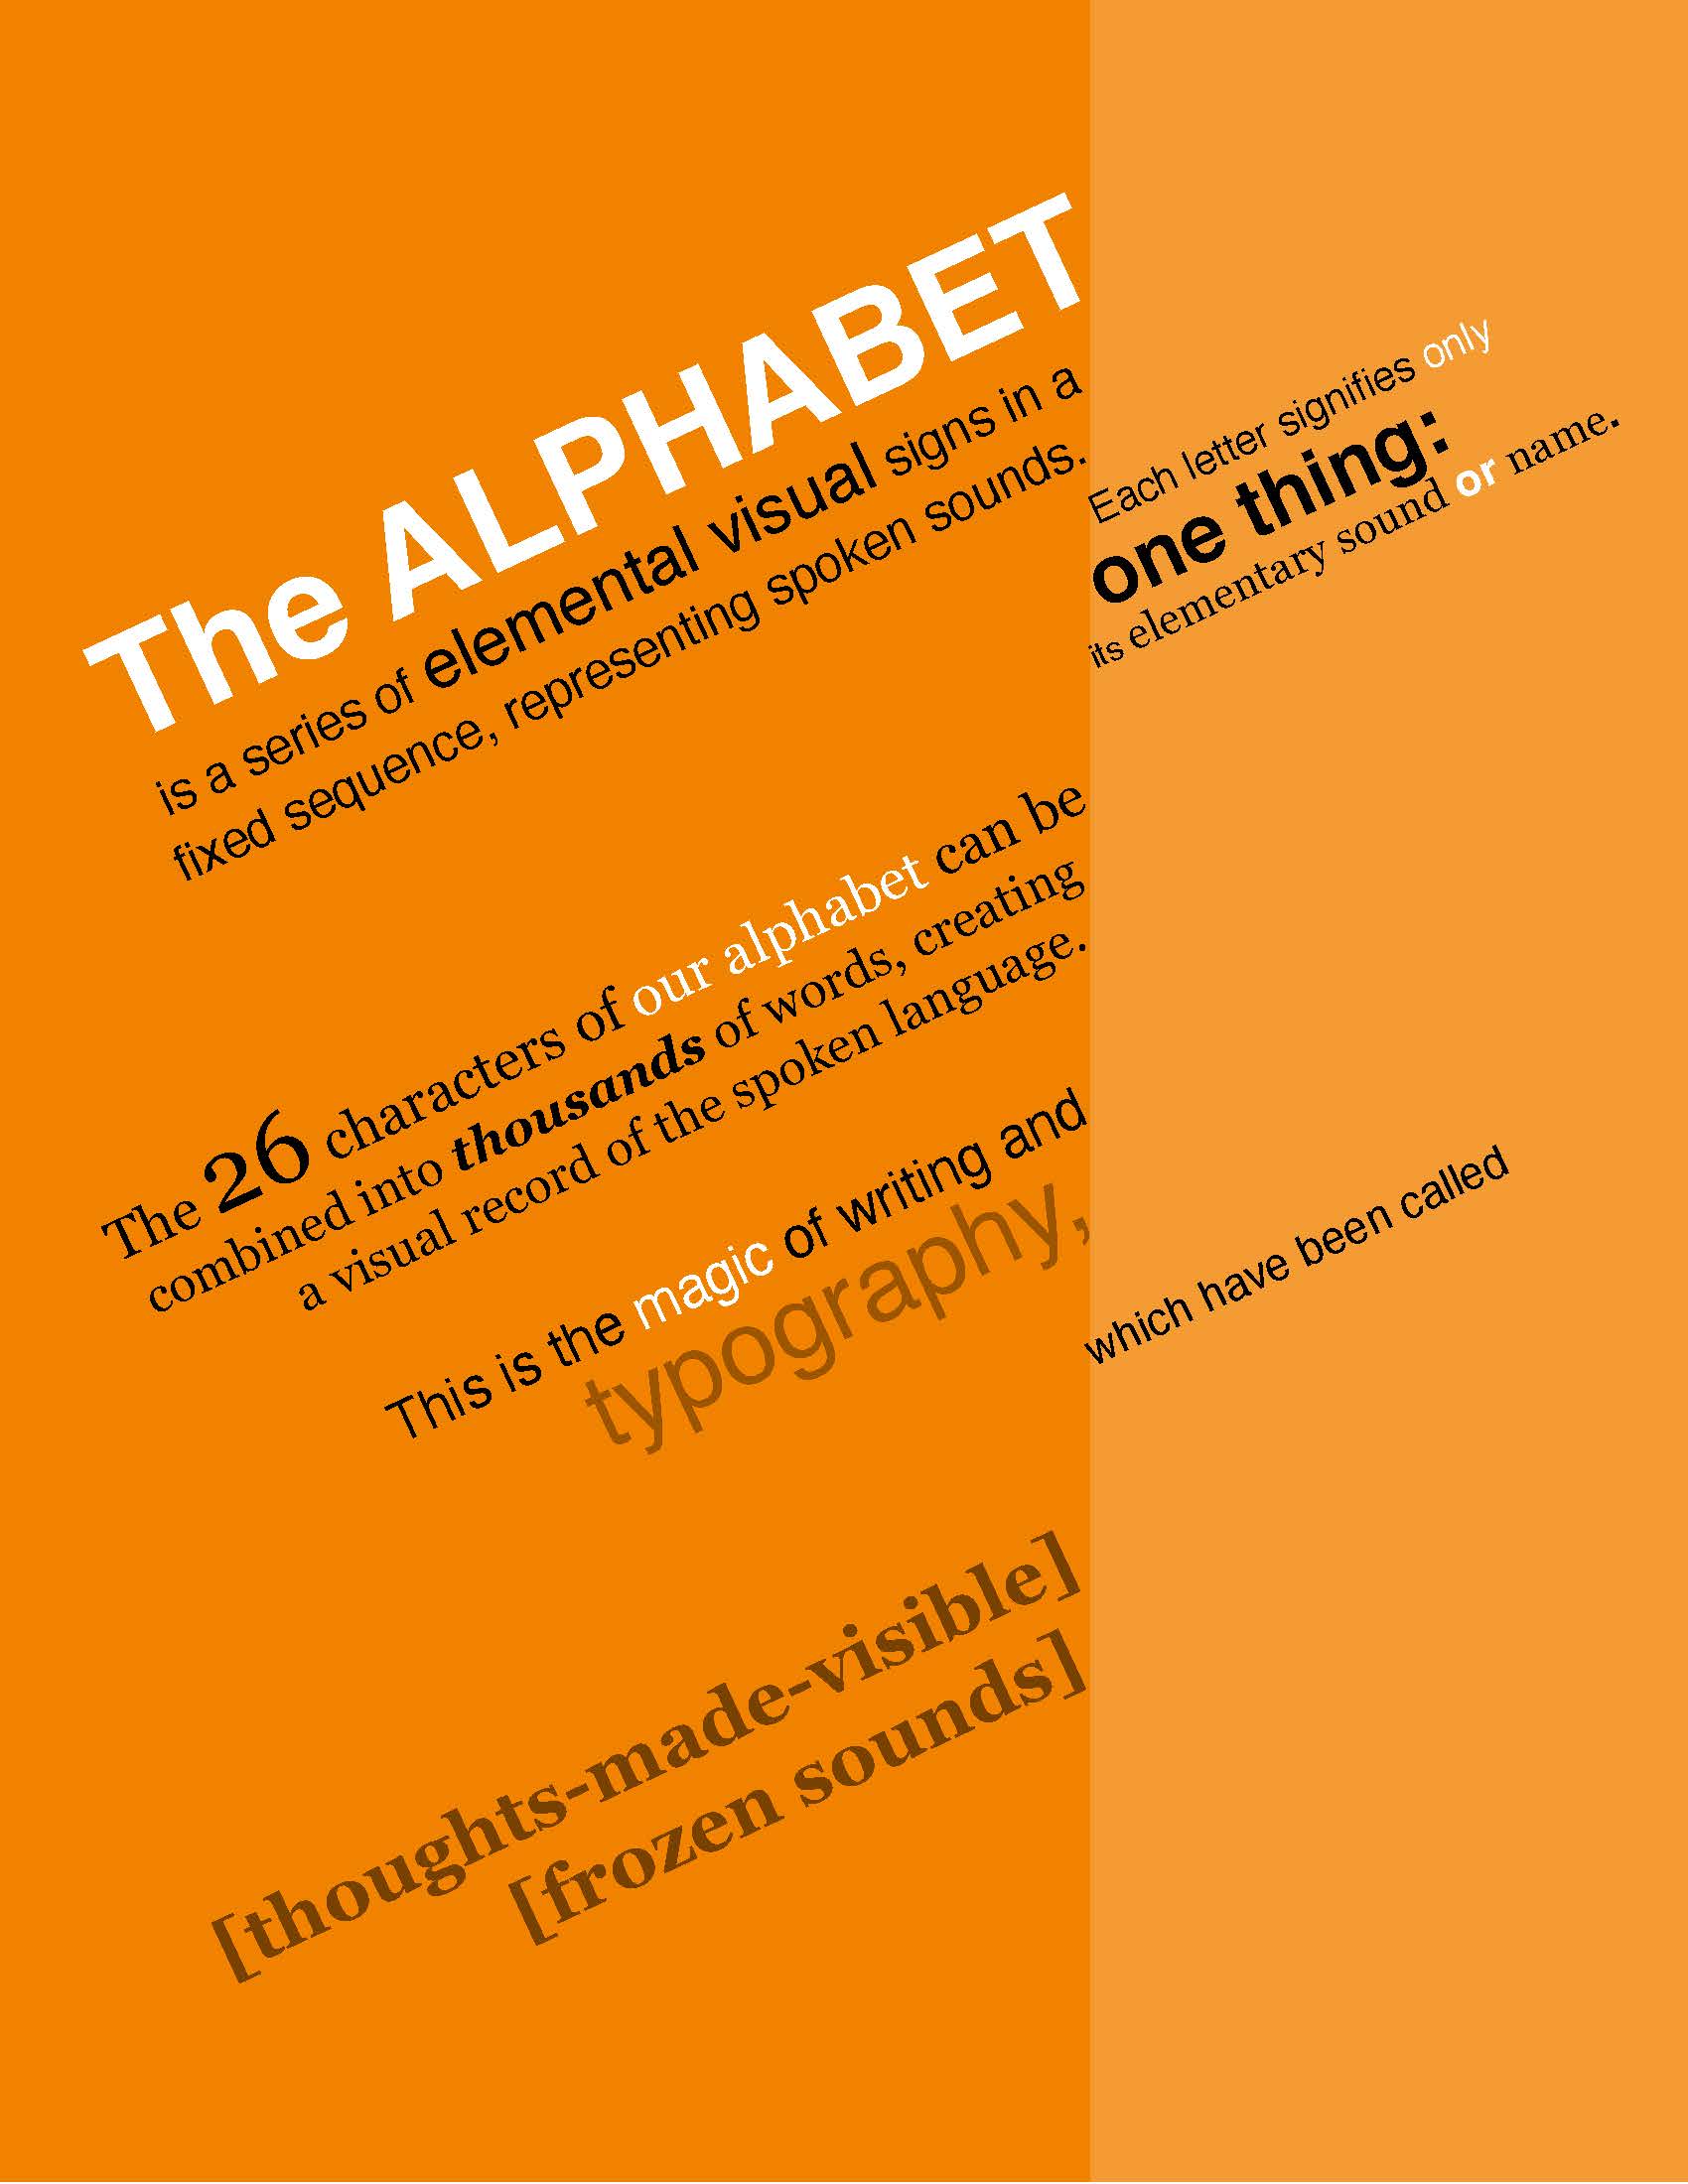 The ALPHABET
is a series of elemental visual signs in a
fixed sequence, representing spoken sounds.
Each letter signifies only
one thing:
its elementary sound or name.
The 26 characters of our alphabet can be
combined into thousands of words, creating
a visual record of the spoken language.
This is the magic of writing and
typography,
which have been called
[thoughts-made-visible]
[frozen sounds]